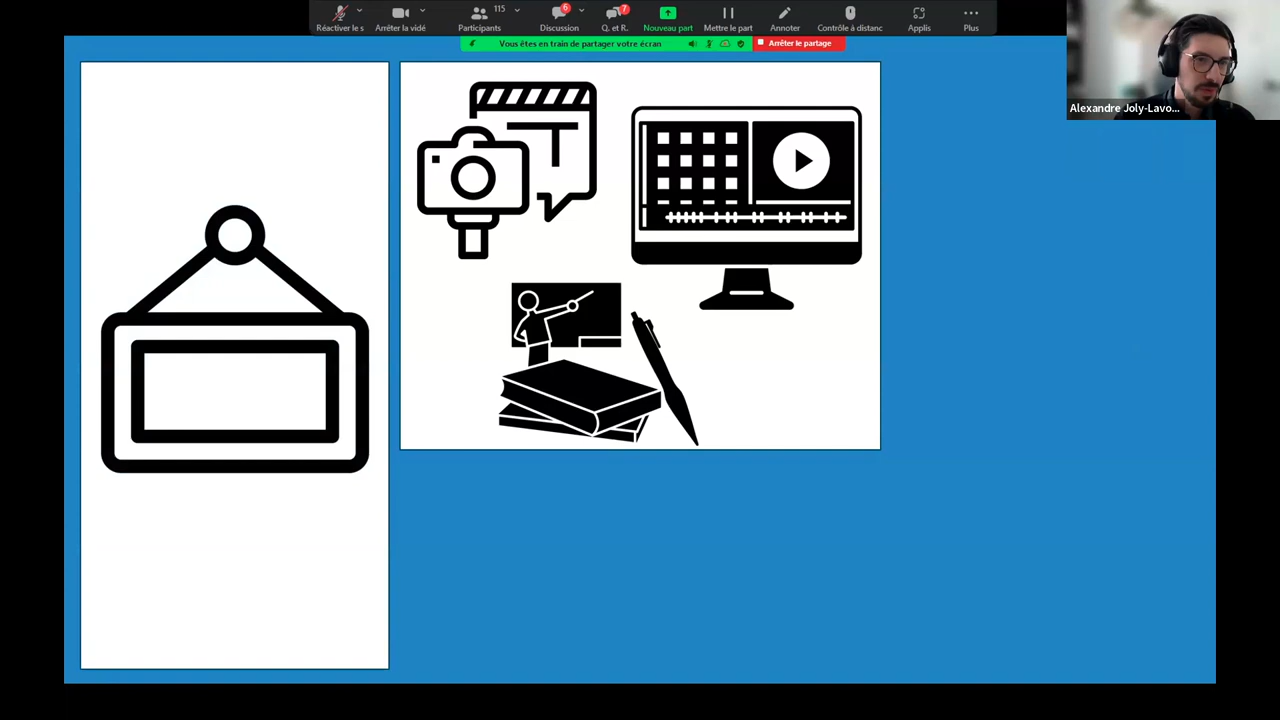 Réactiver le s
Arrêter la vidé
115
Participants
6
Discussion
7
Q. et R.
Nouveau part
Mettre le part
Annoter
Contrôle à distanc
Applis
Plus
Vous êtes en train de partager votre écran
Arrêter le partage
Alexandre Joly-Lavo...
T